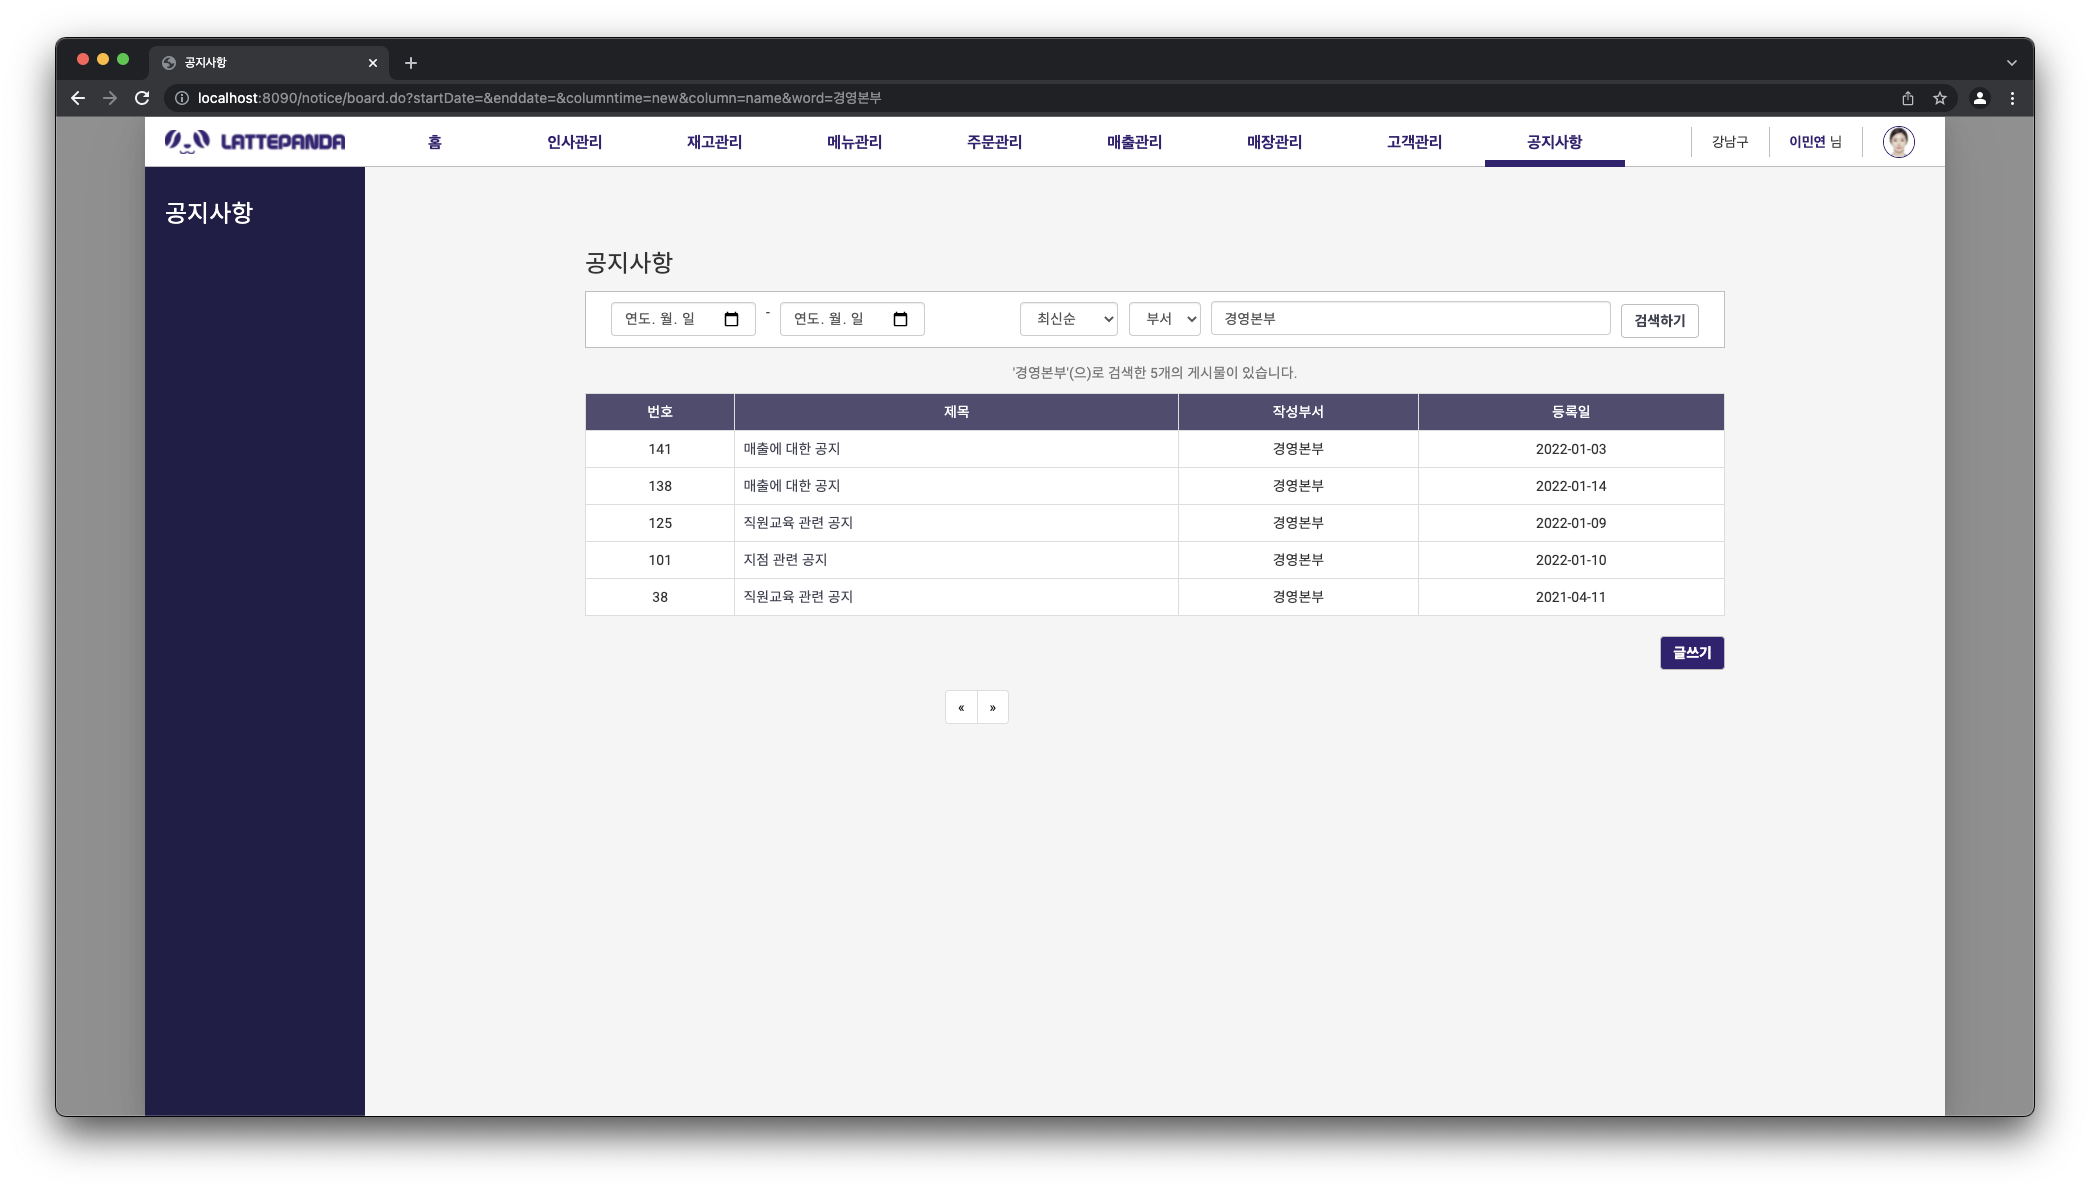 공지사항
localhost:8090/notice/board.do?startDate=&enddate=&columntime=new&column=name&word=경영본부
LATTEPANDA 홈 인사관리 재고관리 메뉴관리 주문관리 매출관리 매장관리 고객관리 공지사항 강남구 이민연 님
공지사항
공지사항
연도. 월. 일 - 연도. 월. 일 최신순 부서 경영본부 검색하기
'경영본부'(으)로 검색한 5개의 게시물이 있습니다.
번호 제목 작성부서 등록일
141 매출에 대한 공지 경영본부 2022-01-03
138 매출에 대한 공지 경영본부 2022-01-14
125 직원교육 관련 공지 경영본부 2022-01-09
101 지점 관련 공지 경영본부 2022-01-10
38 직원교육 관련 공지 경영본부 2021-04-11
글쓰기
« »